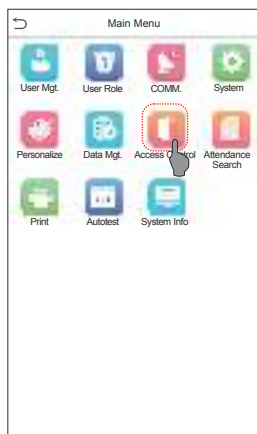 Main Menu
User Mgt.
User Role
COMM.
System
Personalize
Data Mgt.
Access Control
Attendance
Search
Print
Autotest
System Info